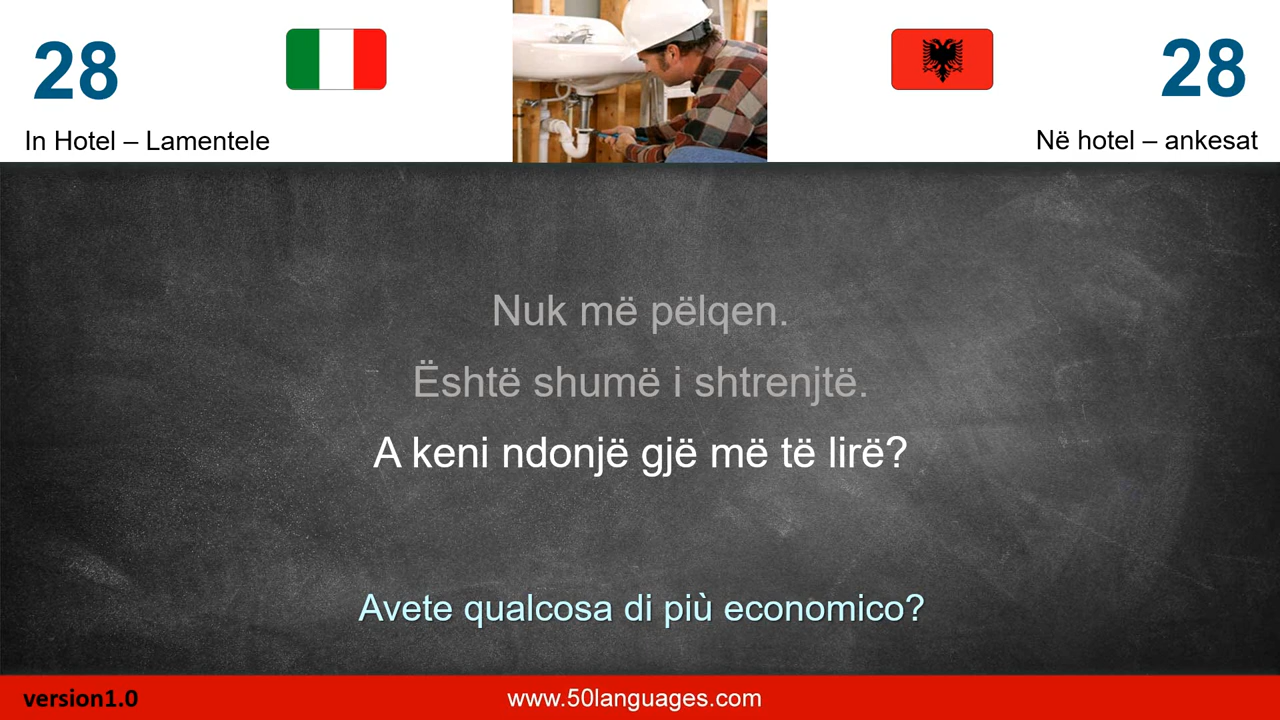 28
28
In Hotel – Lamentele
Në hotel – ankesat
Nuk më pëlqen.
Është shumë i shtrenjtë.
A keni ndonjë gjë më të lirë?
Avete qualcosa di più economico?
version1.0
www.50languages.com